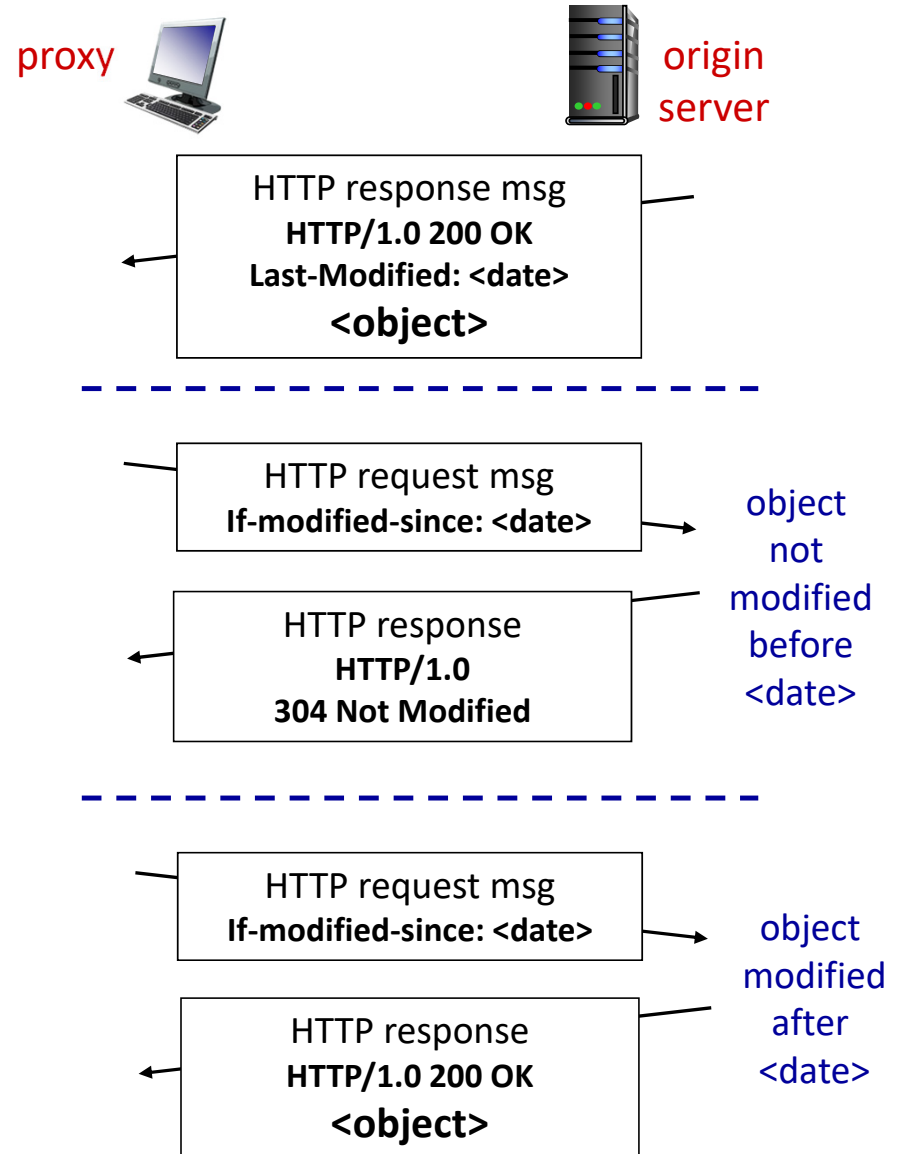 proxy
origin
server
HTTP response msg
HTTP/1.0 200 OK
Last-Modified: <date>
<object>
HTTP request msg
If-modified-since: <date>
object
not
modified
before
<date>
HTTP response
HTTP/1.0
304 Not Modified
HTTP request msg
If-modified-since: <date>
object
modified
after
<date>
HTTP response
HTTP/1.0 200 OK
<object>